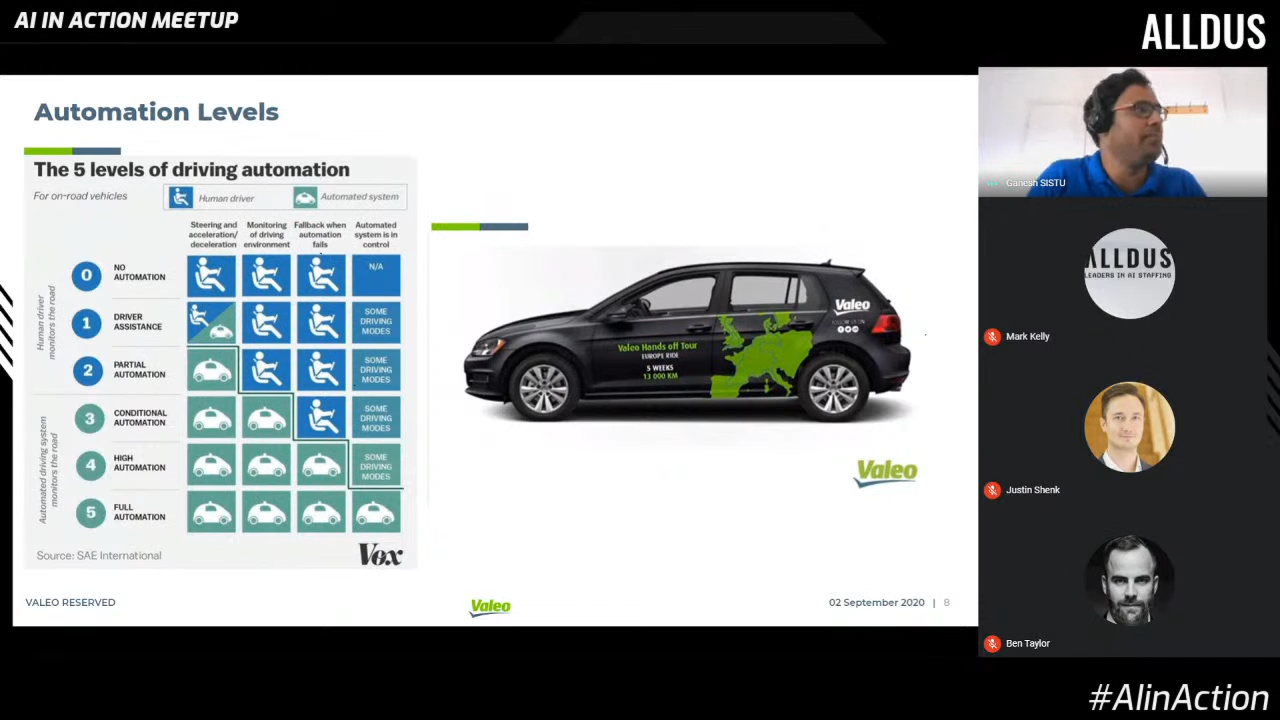 AI IN ACTION MEETUP
ALLDUS
Automation Levels
The 5 levels of driving automation
For on-road vehicles
Human driver
Automated system
Steering and
acceleration/
deceleration
Monitoring
of driving
environment
Fallback when
automation
fails
Automated
system is in
control
Human driver
monitors the road
0
NO
AUTOMATION
N/A
1
DRIVER
ASSISTANCE
SOME
DRIVING
MODES
2
PARTIAL
AUTOMATION
SOME
DRIVING
MODES
Automated driving system
monitors the road
3
CONDITIONAL
AUTOMATION
SOME
DRIVING
MODES
4
HIGH
AUTOMATION
SOME
DRIVING
MODES
5
FULL
AUTOMATION
Source: SAE International
Vox
Valeo
Valeo Hands off Tour
EUROPE RIDE
5 WEEKS
13 000 KM
Valeo
VALEO RESERVED
Valeo
02 September 2020 | 8
Ganesh SISTU
ALLDUS
LEADERS IN AI STAFFING
Mark Kelly
Justin Shenk
Ben Taylor
#AIinAction